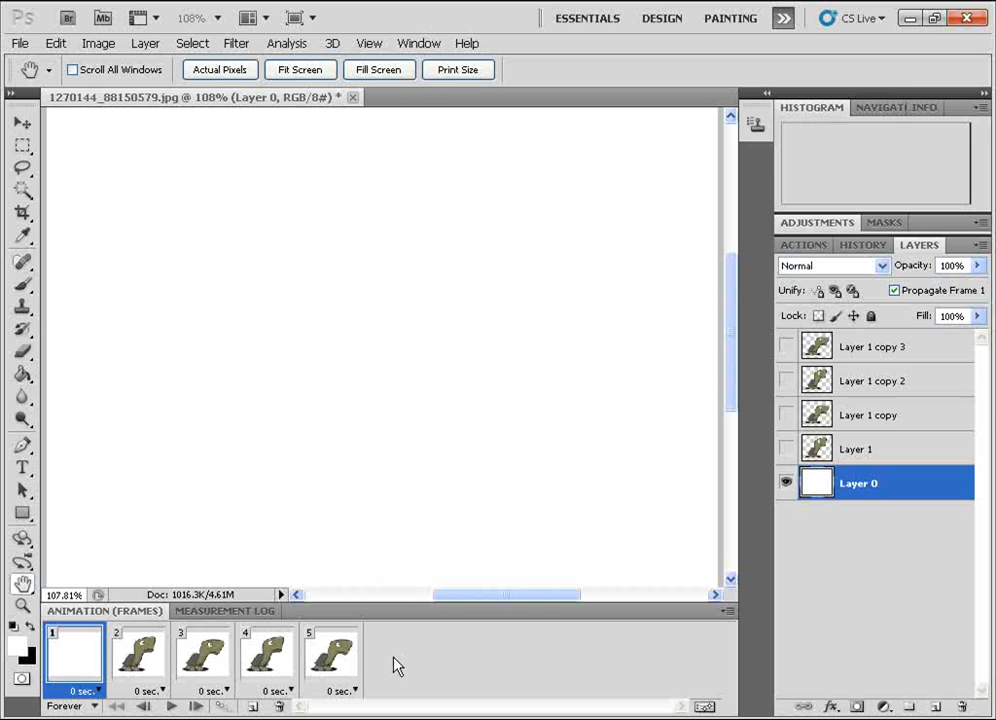 Ps Br Mb 108% ESSENTIALS DESIGN PAINTING CS Live
File Edit Image Layer Select Filter Analysis 3D View Window Help
Scroll All Windows Actual Pixels Fit Screen Fill Screen Print Size
1270144_88150579.jpg @ 108% (Layer 0, RGB/8#) *
HISTOGRAM NAVIGATI INFO
ADJUSTMENTS MASKS
ACTIONS HISTORY LAYERS
Normal Opacity: 100%
Unify: Propagate Frame 1
Lock: Fill: 100%
Layer 1 copy 3
Layer 1 copy 2
Layer 1 copy
Layer 1
Layer 0
107.81% Doc: 1016.3K/4.61M
ANIMATION (FRAMES) MEASUREMENT LOG
1 2 3 4 5
0 sec. 0 sec. 0 sec. 0 sec. 0 sec.
Forever